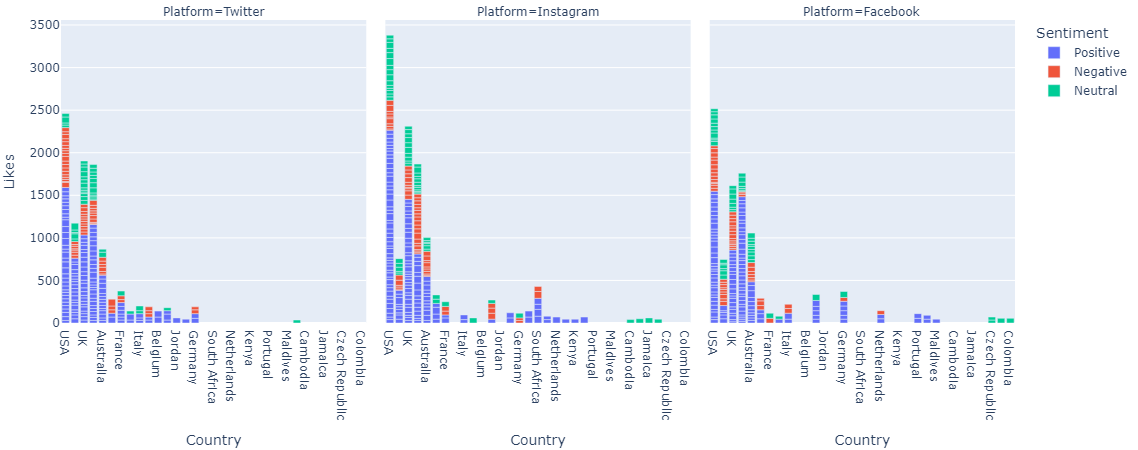 Platform=Twitter
Platform=Instagram
Platform=Facebook
Sentiment
Positive
Negative
Neutral
Likes
3500
3000
2500
2000
1500
1000
500
0
USA
UK
Australia
France
Italy
Belgium
Jordan
Germany
South Africa
Netherlands
Kenya
Portugal
Maldives
Cambodia
Jamaica
Czech Republic
Colombia
USA
UK
Australia
France
Italy
Belgium
Jordan
Germany
South Africa
Netherlands
Kenya
Portugal
Maldives
Cambodia
Jamaica
Czech Republic
Colombia
USA
UK
Australia
France
Italy
Belgium
Jordan
Germany
South Africa
Netherlands
Kenya
Portugal
Maldives
Cambodia
Jamaica
Czech Republic
Colombia
Country
Country
Country